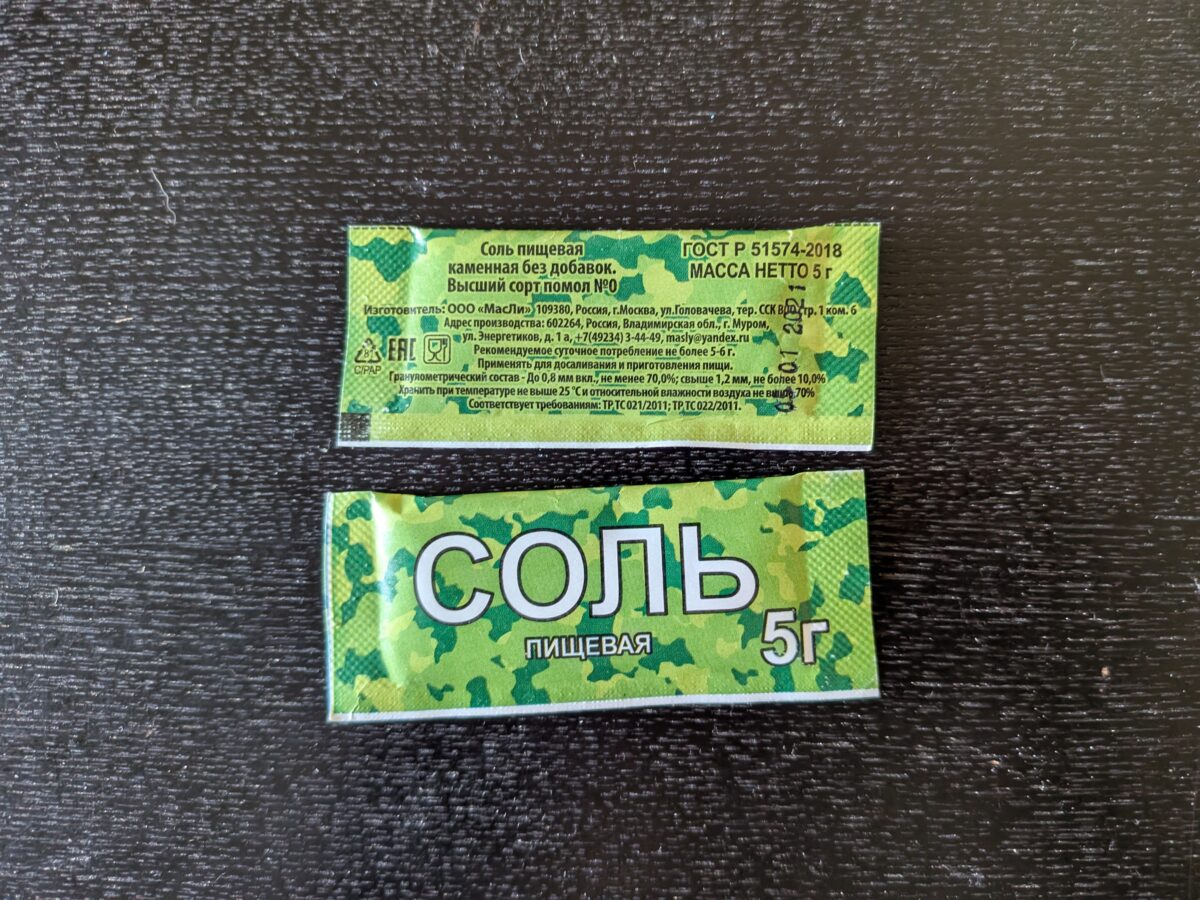 Соль пищевая
каменная без добавок.
Высший сорт помол №0
ГОСТ Р 51574-2018
МАССА НЕТТО 5 г
Изготовитель: ООО «МасЛи» 109380, Россия, г.Москва, ул.Головачева, тер. ССК стр. 1 ком. 6
Адрес производства: 602264, Россия, Владимирская обл., г. Муром,
ул. Энергетиков, д. 1 а, +7(49234) 3-44-49, masly@yandex.ru
Рекомендуемое суточное потребление не более 5-6 г.
Применять для досаливания и приготовления пищи.
Гранулометрический состав - До 0,8 мм вкл., не менее 70,0%; свыше 1,2 мм, не более 10,0%
Хранить при температуре не выше 25 °С и относительной влажности воздуха не выше 70%
Соответствует требованиям: ТР ТС 021/2011; ТР ТС 022/2011.
EAC
C/PAP
01 2021
СОЛЬ
ПИЩЕВАЯ
5г